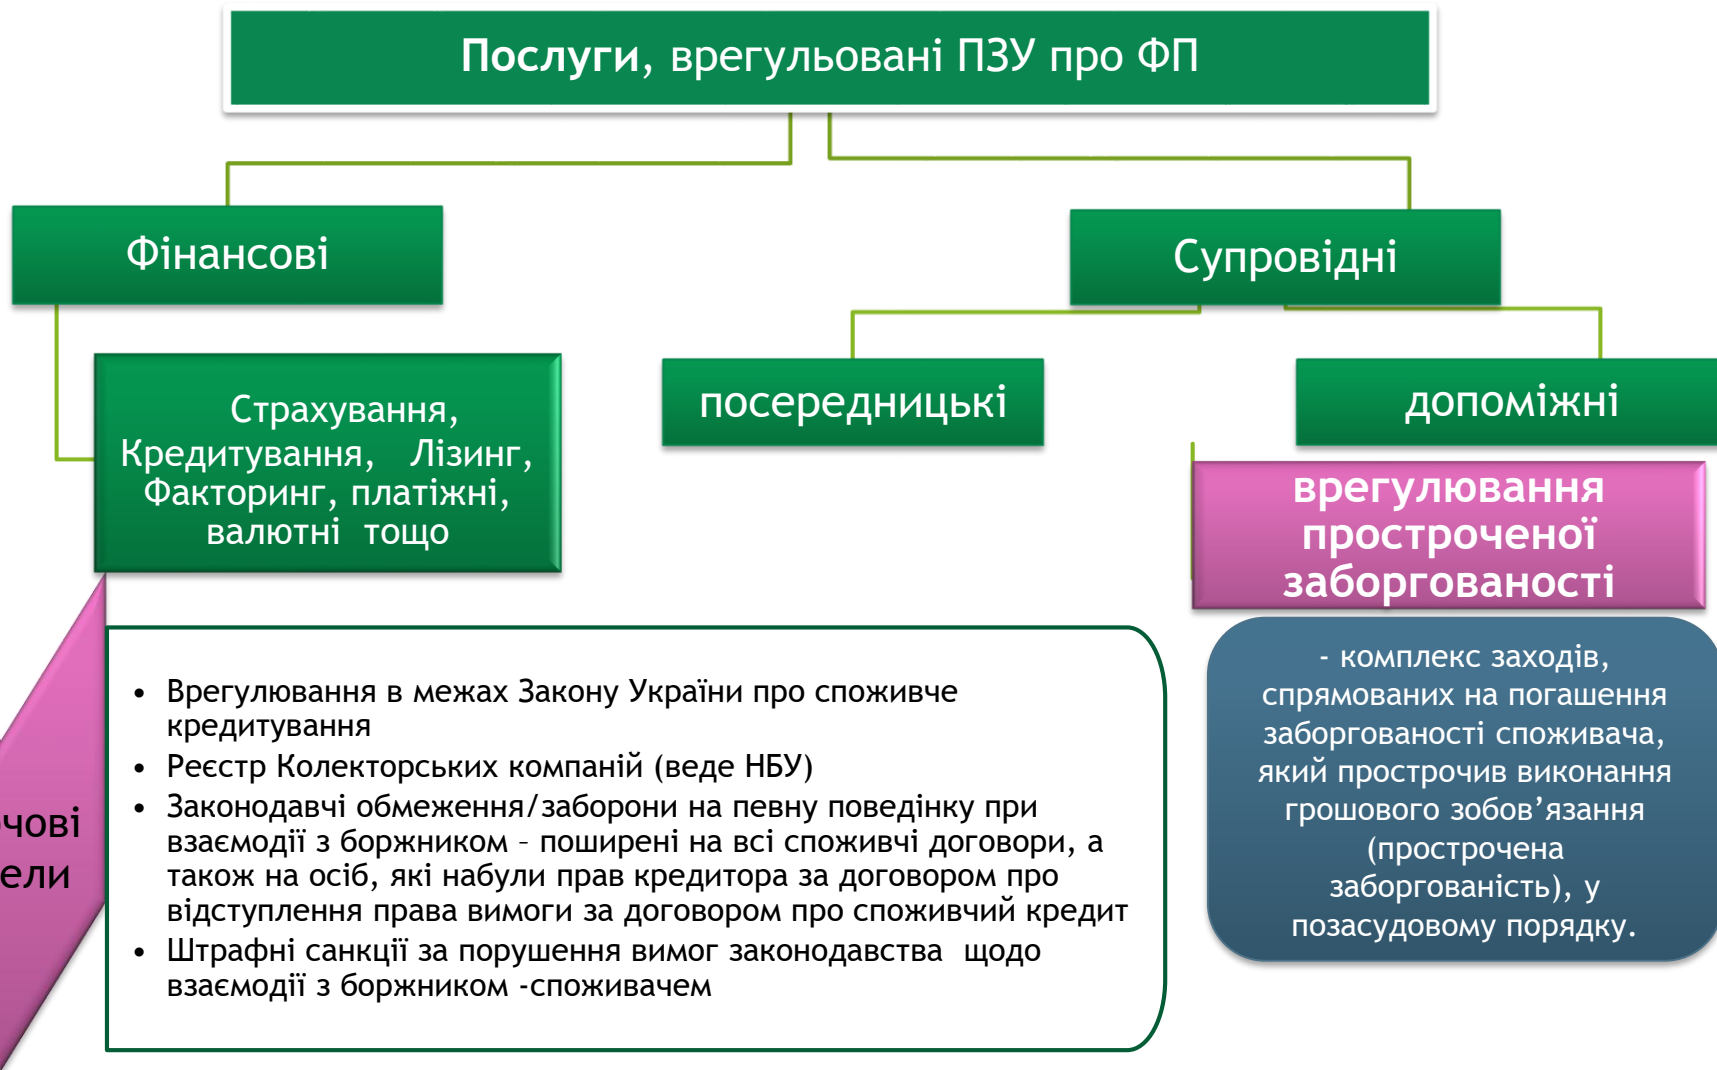 Послуги, врегульовані ПЗУ про ФП
Фінансові
Супровідні
Страхування,
Кредитування, Лізинг,
Факторинг, платіжні,
валютні тощо
посередницькі
допоміжні
врегулювання
простроченої
заборгованості
- комплекс заходів,
спрямованих на погашення
заборгованості споживача,
який прострочив виконання
грошового зобов’язання
(прострочена
заборгованість), у
позасудовому порядку.
• Врегулювання в межах Закону України про споживче
кредитування
• Реєстр Колекторських компаній (веде НБУ)
• Законодавчі обмеження/заборони на певну поведінку при
взаємодії з боржником – поширені на всі споживчі договори, а
також на осіб, які набули прав кредитора за договором про
відступлення права вимоги за договором про споживчий кредит
• Штрафні санкції за порушення вимог законодавства щодо
взаємодії з боржником -споживачем